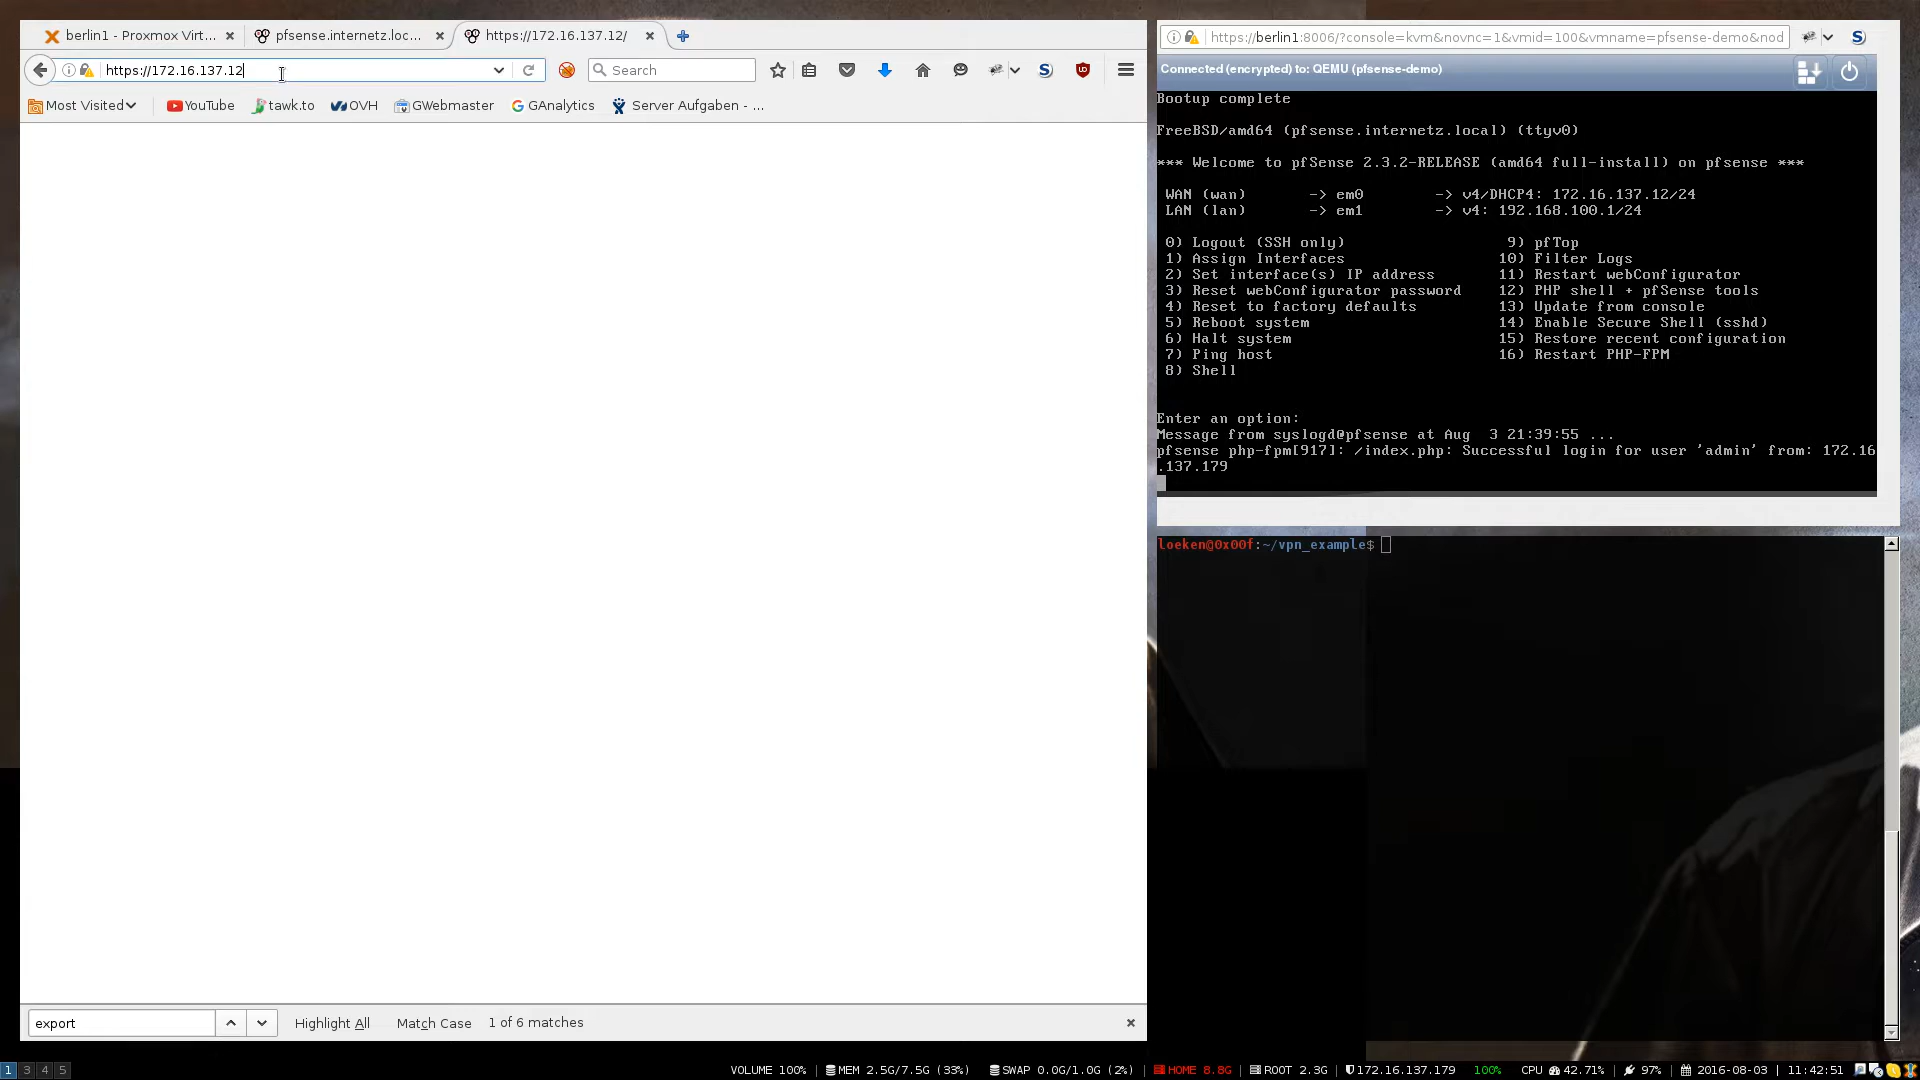 berlin1 - Proxmox Virt...
pfsense.internetz.loc...
https://172.16.137.12/
https://172.16.137.12
Search
Most Visited
YouTube
tawk.to
OVH
GWebmaster
GAnalytics
Server Aufgaben - ...
export
Highlight All
Match Case
1 of 6 matches
https://berlin1:8006/?console=kvm&novnc=1&vmid=100&vmname=pfsense-demo&nod
Connected (encrypted) to: QEMU (pfsense-demo)
Bootup complete
FreeBSD/amd64 (pfsense.internetz.local) (ttyv0)
*** Welcome to pfSense 2.3.2-RELEASE (amd64 full-install) on pfsense ***
WAN (wan) -> em0 -> v4/DHCP4: 172.16.137.12/24
LAN (lan) -> em1 -> v4: 192.168.100.1/24
0) Logout (SSH only) 9) pfTop
1) Assign Interfaces 10) Filter Logs
2) Set interface(s) IP address 11) Restart webConfigurator
3) Reset webConfigurator password 12) PHP shell + pfSense tools
4) Reset to factory defaults 13) Update from console
5) Reboot system 14) Enable Secure Shell (sshd)
6) Halt system 15) Restore recent configuration
7) Ping host 16) Restart PHP-FPM
8) Shell
Enter an option:
Message from syslogd@pfsense at Aug 3 21:39:55 ...
pfsense php-fpm[917]: /index.php: Successful login for user 'admin' from: 172.16
.137.179
loeken@0x00f:~/vpn_example$
1 3 4 5
VOLUME 100% | MEM 2.5G/7.5G (33%) | SWAP 0.0G/1.0G (2%) | HOME 8.8G | ROOT 2.3G | 172.16.137.179 100% | CPU 42.71% | 97% | 2016-08-03 | 11:42:51